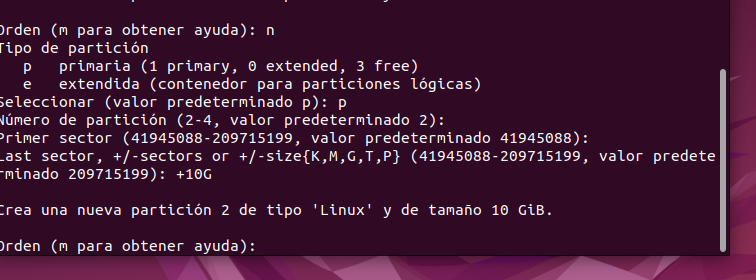 Orden (m para obtener ayuda): n
Tipo de partición
   p   primaria (1 primary, 0 extended, 3 free)
   e   extendida (contenedor para particiones lógicas)
Seleccionar (valor predeterminado p): p
Número de partición (2-4, valor predeterminado 2):
Primer sector (41945088-209715199, valor predeterminado 41945088):
Last sector, +/-sectors or +/-size{K,M,G,T,P} (41945088-209715199, valor predete
rminado 209715199): +10G
Crea una nueva partición 2 de tipo 'Linux' y de tamaño 10 GiB.
Orden (m para obtener ayuda):